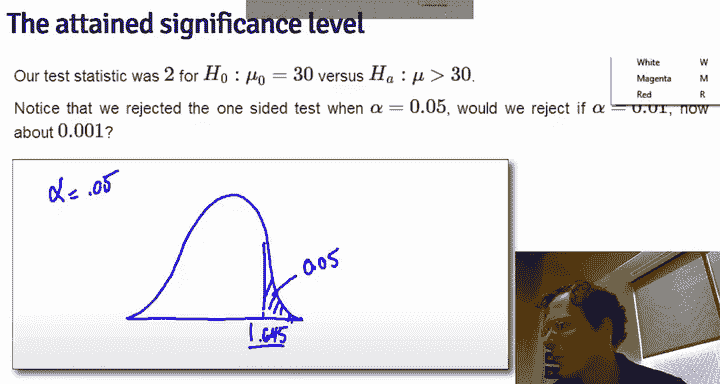 The attained significance level
Our test statistic was 2 for H₀ : μ₀ = 30 versus Hₐ : μ > 30.
White W
Magenta M
Red R
Notice that we rejected the one sided test when α = 0.05, would we reject if α = 0.01, how
about 0.001?
α = .05
0.05
1.645